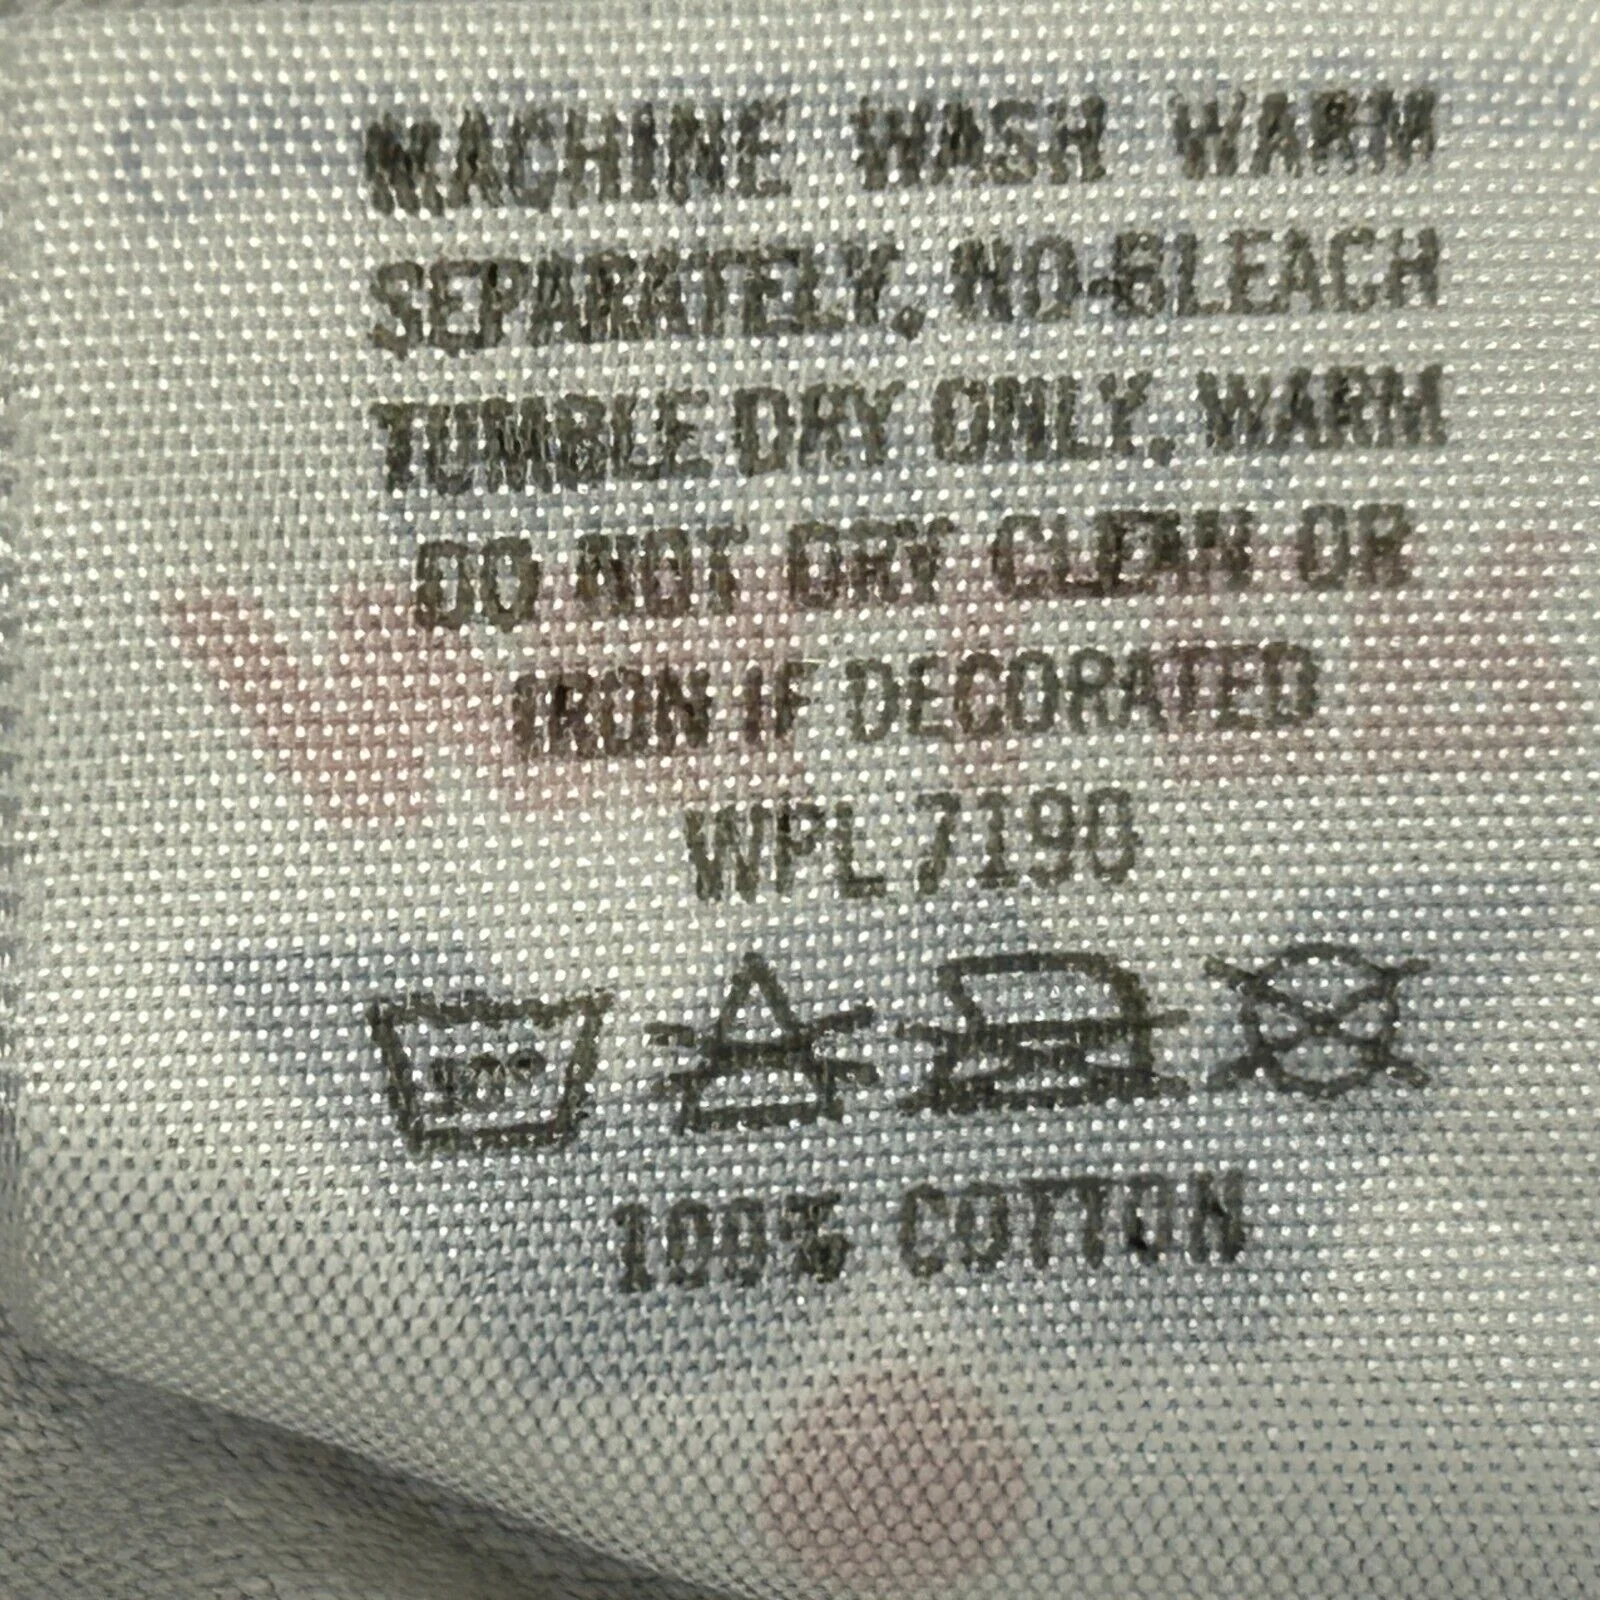 MACHINE WASH WARM
SEPARATELY, NO-BLEACH
TUMBLE DRY ONLY, WARM
DO NOT DRY CLEAN OR
IRON IF DECORATED
WPL 7190
100% COTTON